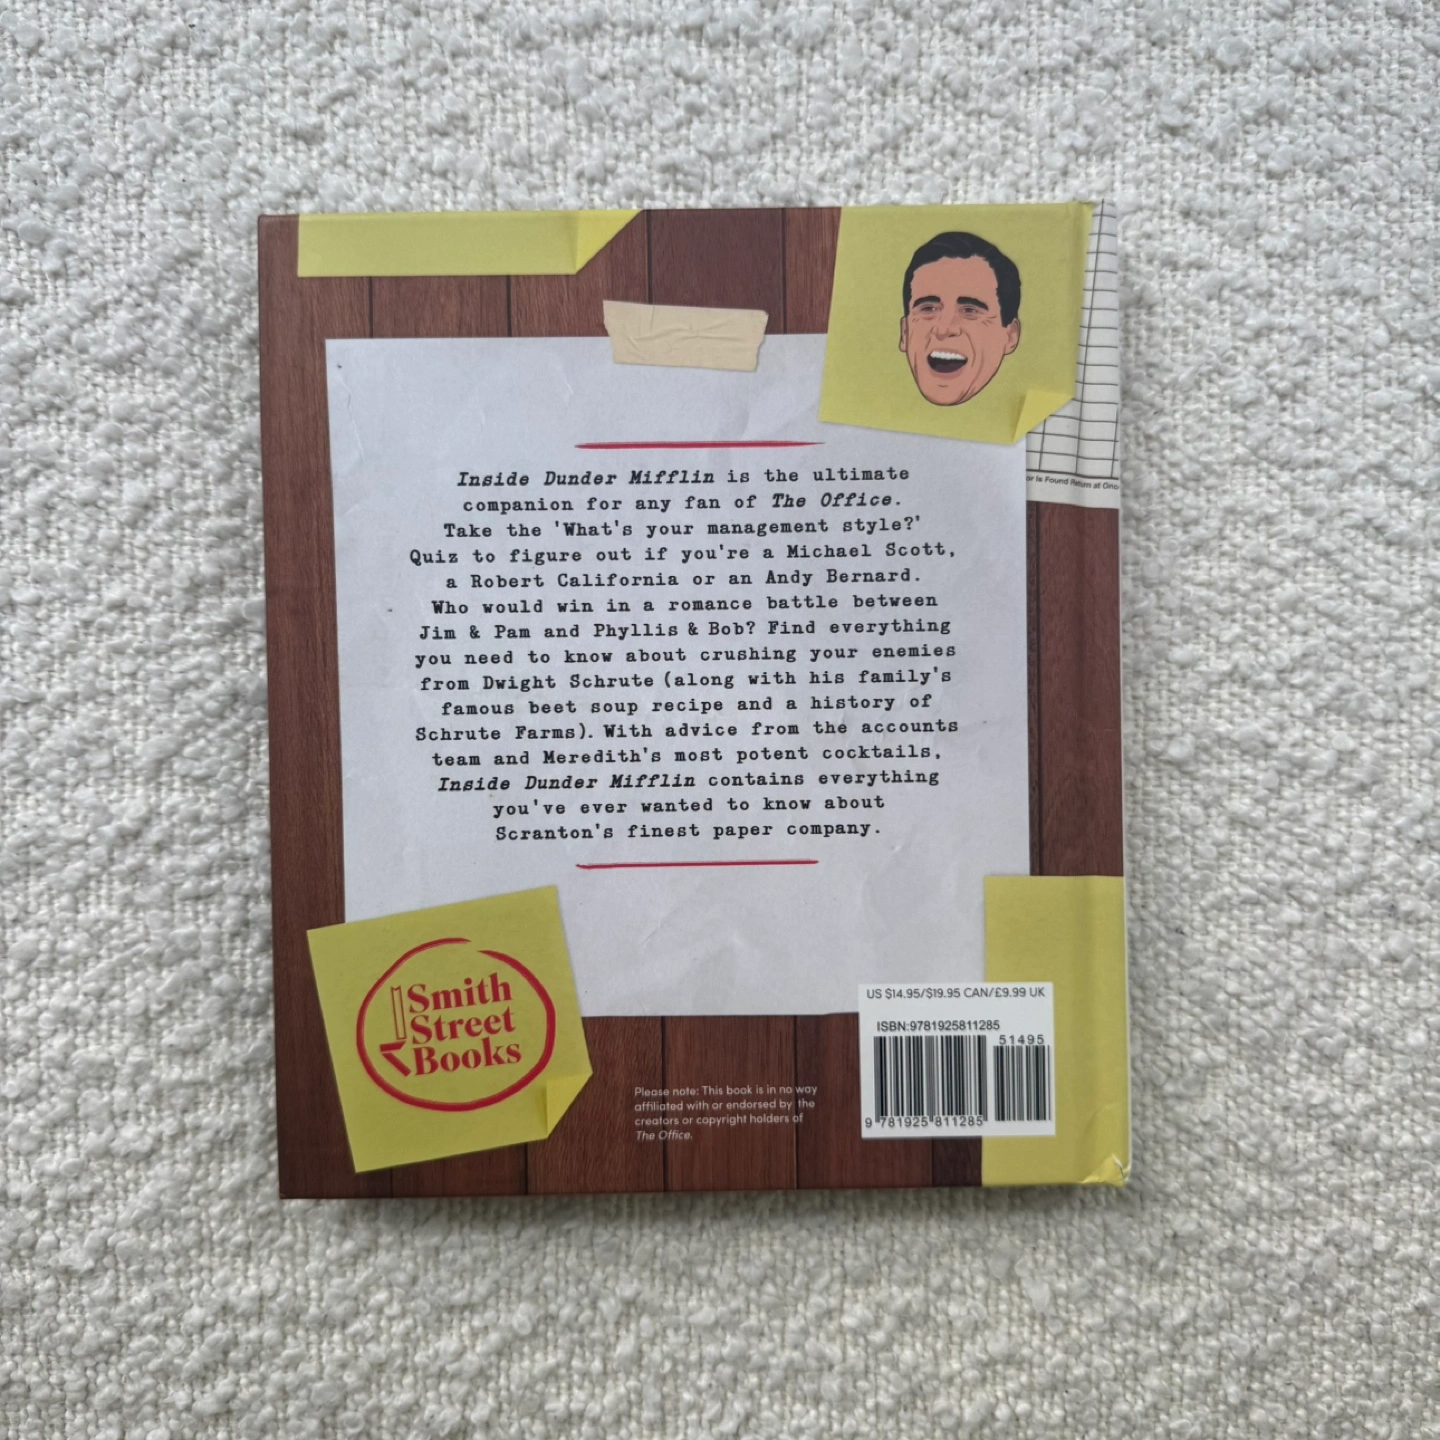 or is Found Return at Onc
Inside Dunder Mifflin is the ultimate
companion for any fan of The Office.
Take the 'What's your management style?'
Quiz to figure out if you're a Michael Scott,
a Robert California or an Andy Bernard.
Who would win in a romance battle between
Jim & Pam and Phyllis & Bob? Find everything
you need to know about crushing your enemies
from Dwight Schrute (along with his family's
famous beet soup recipe and a history of
Schrute Farms). With advice from the accounts
team and Meredith's most potent cocktails,
Inside Dunder Mifflin contains everything
you've ever wanted to know about
Scranton's finest paper company.
Smith
Street
Books
Please note: This book is in no way
affiliated with or endorsed by the
creators or copyright holders of
The Office.
US $14.95/$19.95 CAN/£9.99 UK
ISBN:9781925811285
51495
9 781925 811285